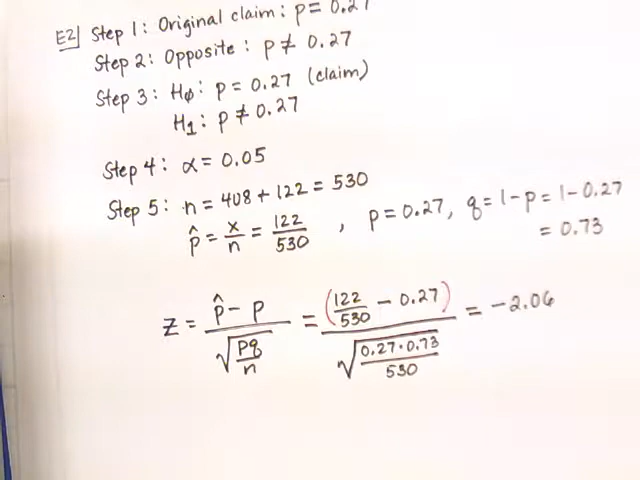 E2 Step 1: Original claim: p = 0.27
Step 2: Opposite: p ≠ 0.27
Step 3: H0: p = 0.27 (claim)
H1: p ≠ 0.27
Step 4: α = 0.05
Step 5: n = 408 + 122 = 530
p̂ = x/n = 122/530 , p = 0.27, q = 1 - p = 1 - 0.27
= 0.73
z = (p̂ - p)/√(pq/n) = (122/530 - 0.27)/√(0.27·0.73/530) = -2.06